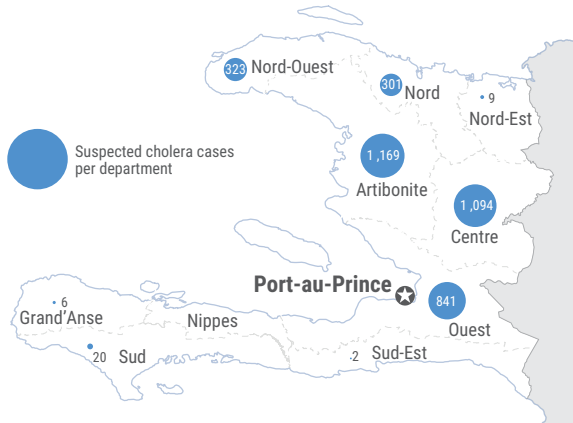 323 Nord-Ouest
301 Nord
9
Nord-Est
Suspected cholera cases
per department
1 ,169
Artibonite
1 ,094
Centre
Port-au-Prince
841
Ouest
6
Grand'Anse
Nippes
20 Sud
2 Sud-Est